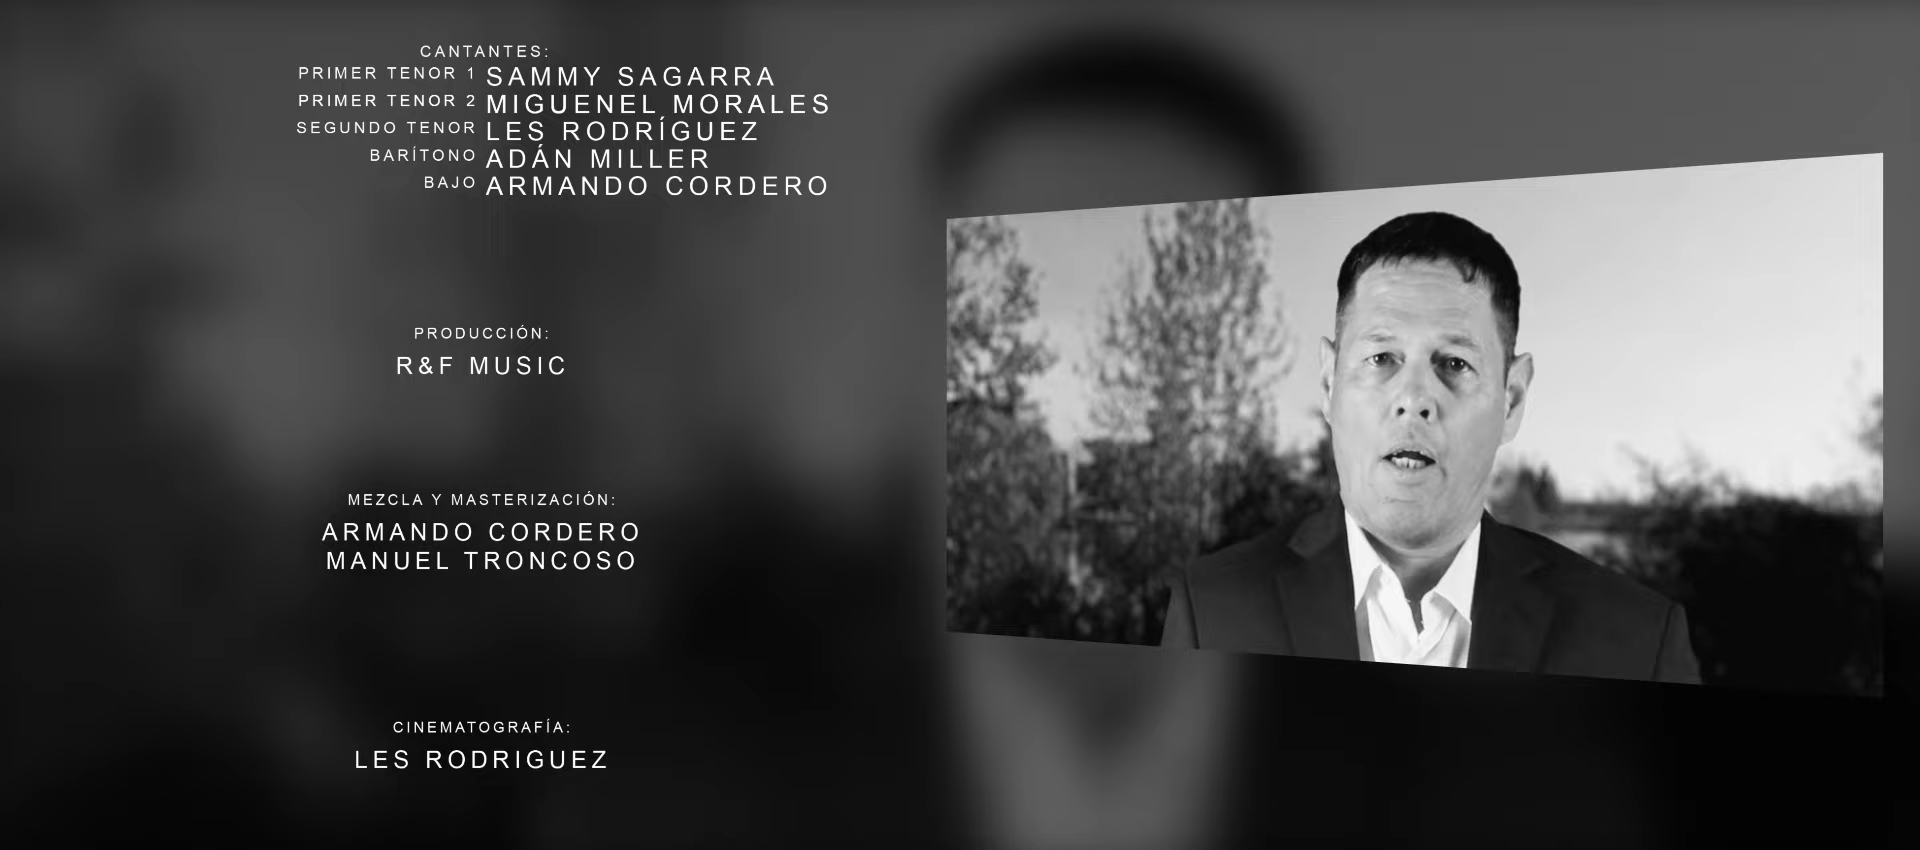 CANTANTES:
PRIMER TENOR 1 SAMMY SAGARRA
PRIMER TENOR 2 MIGUENEL MORALES
SEGUNDO TENOR LES RODRÍGUEZ
BARÍTONO ADÁN MILLER
BAJO ARMANDO CORDERO
PRODUCCIÓN:
R&F MUSIC
MEZCLA Y MASTERIZACIÓN:
ARMANDO CORDERO
MANUEL TRONCOSO
CINEMATOGRAFÍA:
LES RODRIGUEZ